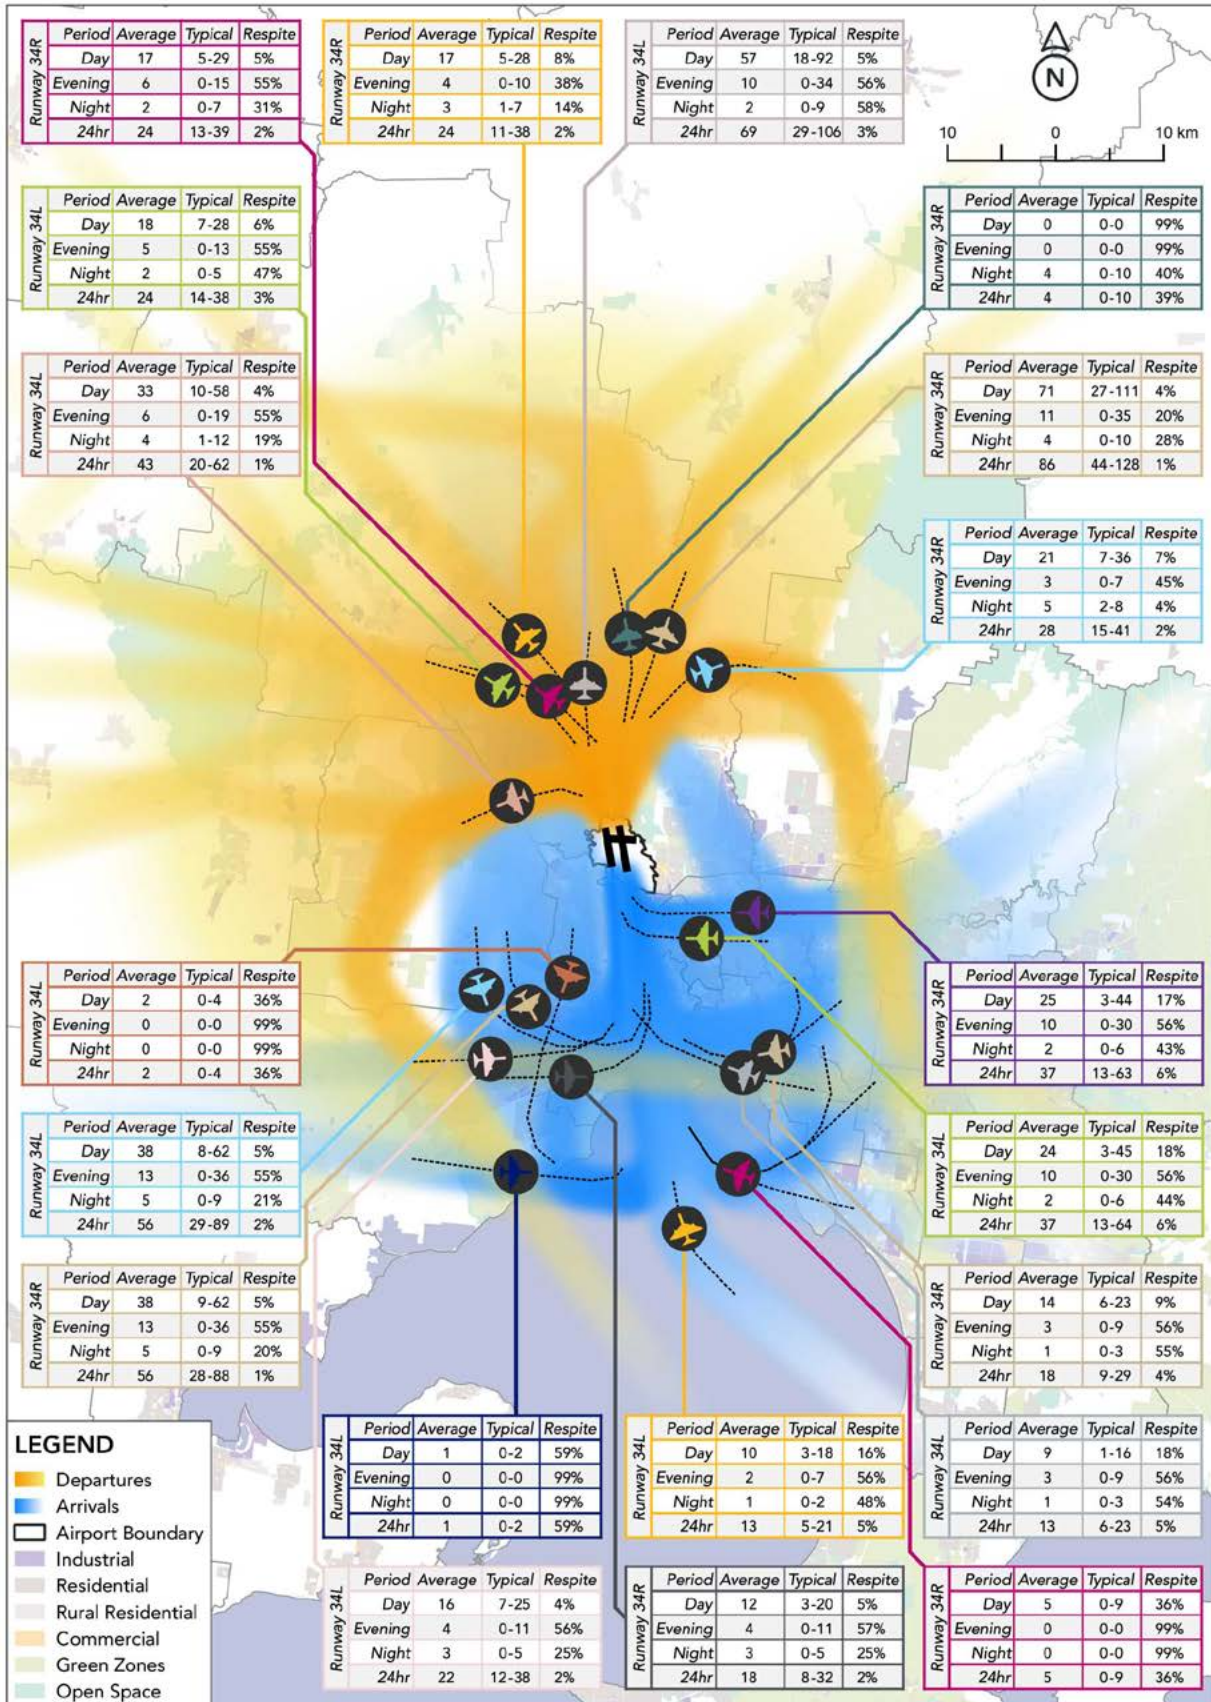 Runway 34R
Period Average Typical Respite
Day 17 5-29 5%
Evening 6 0-15 55%
Night 2 0-7 31%
24hr 24 13-39 2%
Runway 34R
Period Average Typical Respite
Day 17 5-28 8%
Evening 4 0-10 38%
Night 3 1-7 14%
24hr 24 11-38 2%
Runway 34L
Period Average Typical Respite
Day 57 18-92 5%
Evening 10 0-34 56%
Night 2 0-9 58%
24hr 69 29-106 3%
N
10 0 10 km
Runway 34L
Period Average Typical Respite
Day 18 7-28 6%
Evening 5 0-13 55%
Night 2 0-5 47%
24hr 24 14-38 3%
Runway 34R
Period Average Typical Respite
Day 0 0-0 99%
Evening 0 0-0 99%
Night 4 0-10 40%
24hr 4 0-10 39%
Runway 34L
Period Average Typical Respite
Day 33 10-58 4%
Evening 6 0-19 55%
Night 4 1-12 19%
24hr 43 20-62 1%
Runway 34R
Period Average Typical Respite
Day 71 27-111 4%
Evening 11 0-35 20%
Night 4 0-10 28%
24hr 86 44-128 1%
Runway 34R
Period Average Typical Respite
Day 21 7-36 7%
Evening 3 0-7 45%
Night 5 2-8 4%
24hr 28 15-41 2%
Runway 34L
Period Average Typical Respite
Day 2 0-4 36%
Evening 0 0-0 99%
Night 0 0-0 99%
24hr 2 0-4 36%
Runway 34R
Period Average Typical Respite
Day 25 3-44 17%
Evening 10 0-30 56%
Night 2 0-6 43%
24hr 37 13-63 6%
Runway 34L
Period Average Typical Respite
Day 38 8-62 5%
Evening 13 0-36 55%
Night 5 0-9 21%
24hr 56 29-89 2%
Runway 34L
Period Average Typical Respite
Day 24 3-45 18%
Evening 10 0-30 56%
Night 2 0-6 44%
24hr 37 13-64 6%
Runway 34R
Period Average Typical Respite
Day 38 9-62 5%
Evening 13 0-36 55%
Night 5 0-9 20%
24hr 56 28-88 1%
Runway 34R
Period Average Typical Respite
Day 14 6-23 9%
Evening 3 0-9 56%
Night 1 0-3 55%
24hr 18 9-29 4%
Runway 34L
Period Average Typical Respite
Day 1 0-2 59%
Evening 0 0-0 99%
Night 0 0-0 99%
24hr 1 0-2 59%
Runway 34L
Period Average Typical Respite
Day 10 3-18 16%
Evening 2 0-7 56%
Night 1 0-2 48%
24hr 13 5-21 5%
Runway 34L
Period Average Typical Respite
Day 9 1-16 18%
Evening 3 0-9 56%
Night 1 0-3 54%
24hr 13 6-23 5%
Runway 34L
Period Average Typical Respite
Day 16 7-25 4%
Evening 4 0-11 56%
Night 3 0-5 25%
24hr 22 12-38 2%
Runway 34R
Period Average Typical Respite
Day 12 3-20 5%
Evening 4 0-11 57%
Night 3 0-5 25%
24hr 18 8-32 2%
Runway 34R
Period Average Typical Respite
Day 5 0-9 36%
Evening 0 0-0 99%
Night 0 0-0 99%
24hr 5 0-9 36%
LEGEND
Departures
Arrivals
Airport Boundary
Industrial
Residential
Rural Residential
Commercial
Green Zones
Open Space